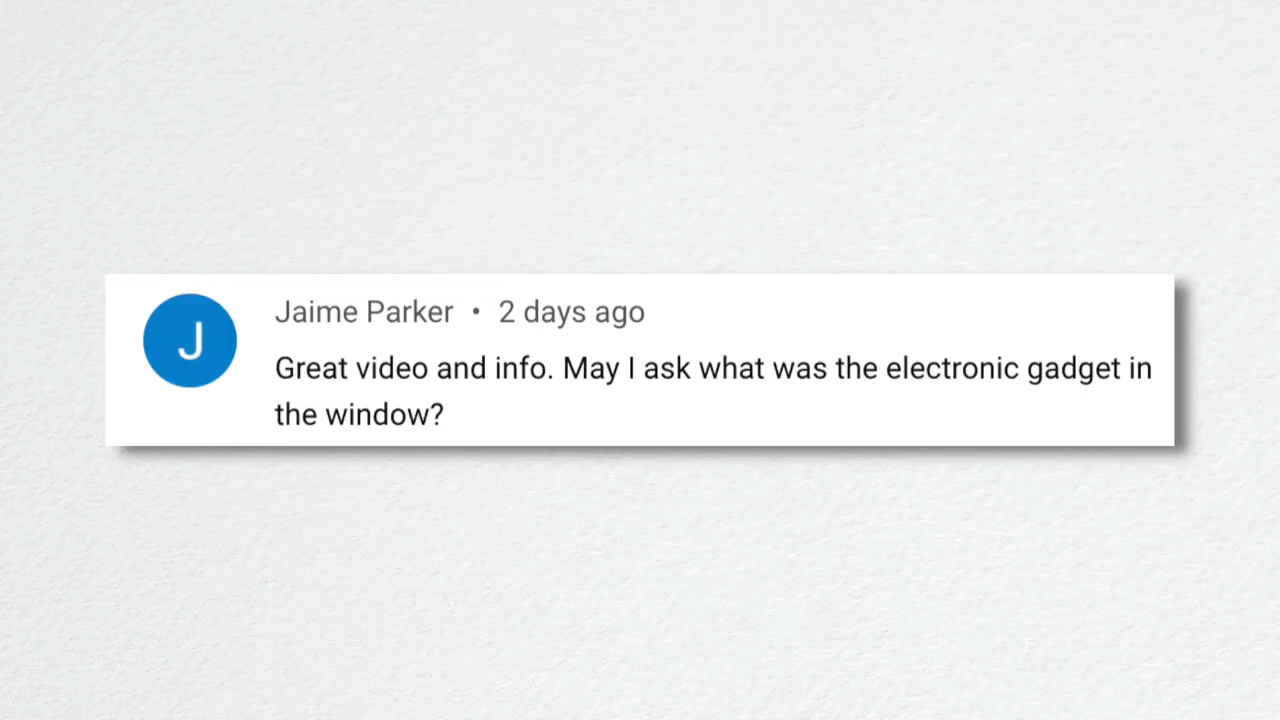 J
Jaime Parker • 2 days ago
Great video and info. May I ask what was the electronic gadget in
the window?